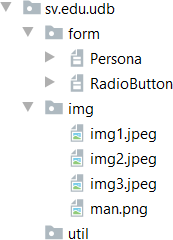 sv.edu.udb
form
Persona
RadioButton
img
img1.jpeg
img2.jpeg
img3.jpeg
man.png
util